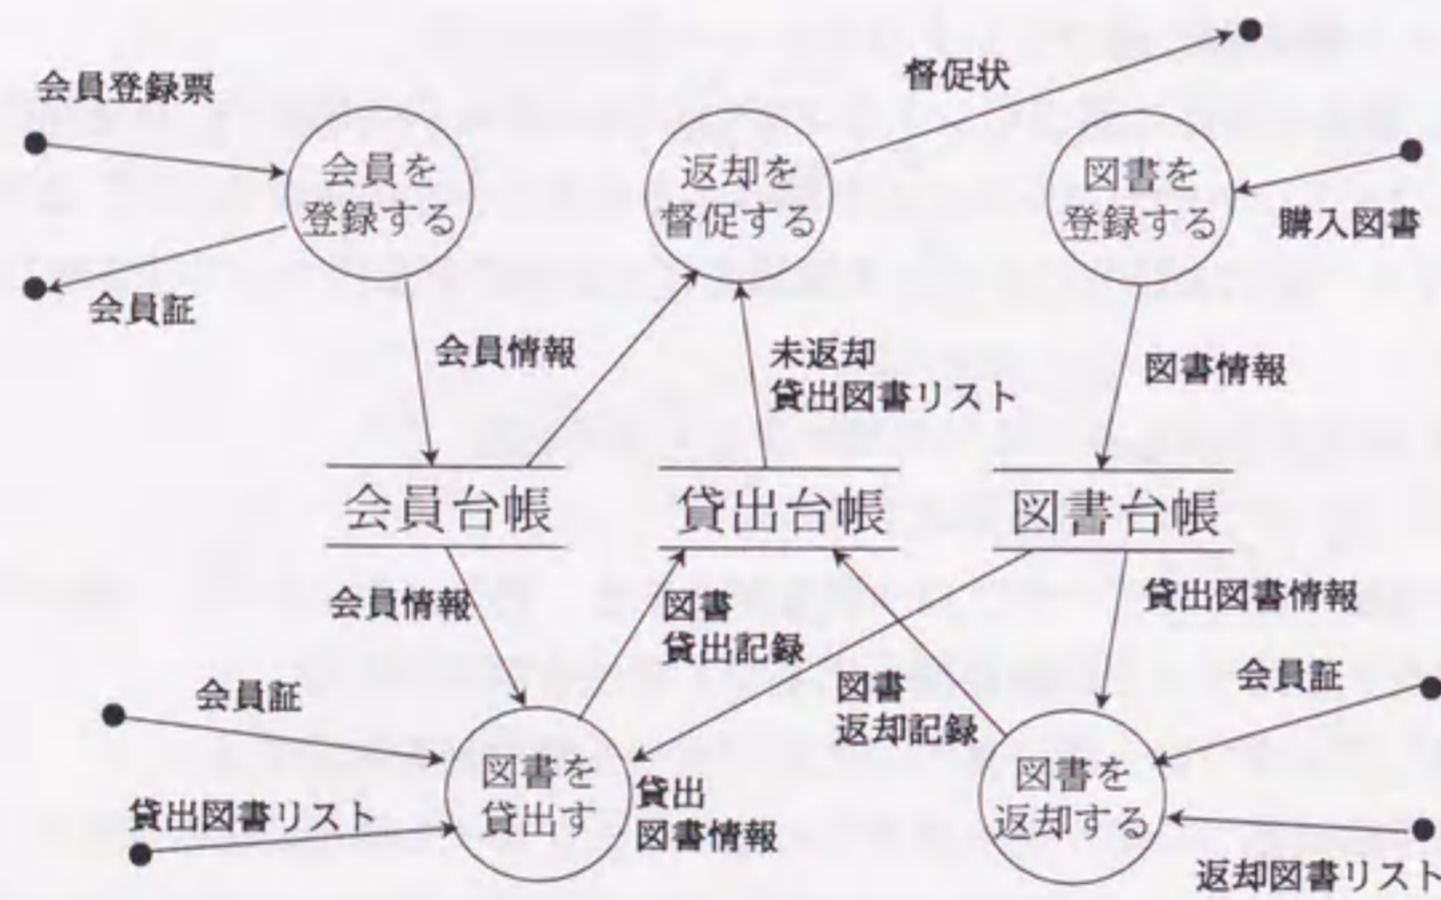 会員登録票
督促状
会員を
登録する
返却を
督促する
図書を
登録する
購入図書
会員証
会員情報
未返却
貸出図書リスト
図書情報
会員台帳
貸出台帳
図書台帳
会員情報
図書
貸出記録
貸出図書情報
会員証
図書
返却記録
会員証
図書を
貸出す
貸出
図書情報
図書を
返却する
貸出図書リスト
返却図書リスト